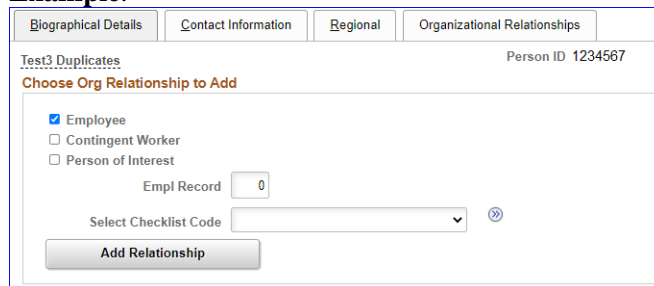 Example:
Biographical Details Contact Information Regional Organizational Relationships
Test3 Duplicates Person ID 1234567
Choose Org Relationship to Add
Employee
Contingent Worker
Person of Interest
Empl Record 0
Select Checklist Code
Add Relationship